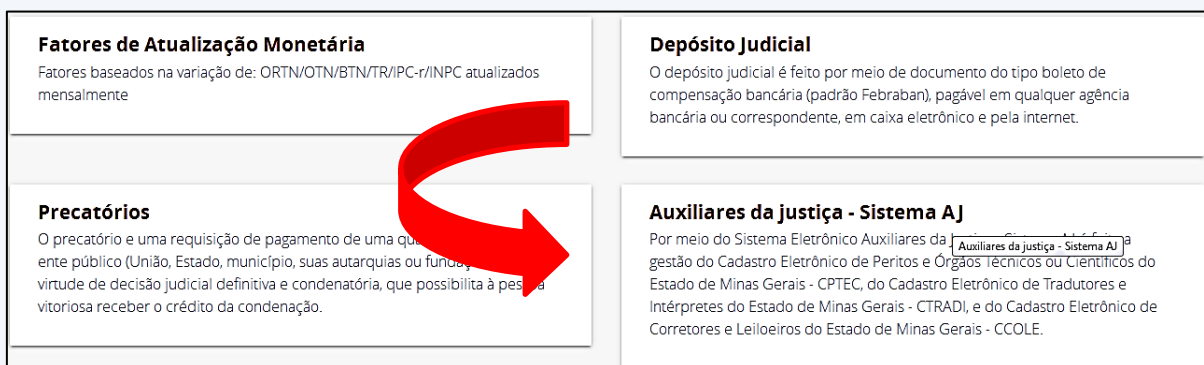 Fatores de Atualização Monetária
Fatores baseados na variação de: ORTN/OTN/BTN/TR/IPC-r/INPC atualizados
mensalmente
Depósito Judicial
O depósito judicial é feito por meio de documento do tipo boleto de
compensação bancária (padrão Febraban), pagável em qualquer agência
bancária ou correspondente, em caixa eletrônico e pela internet.
Precatórios
O precatório e uma requisição de pagamento de uma
ente público (União, Estado, município, suas autarquias ou
virtude de decisão judicial definitiva e condenatória, que possibilita à
vitoriosa receber o crédito da condenação.
Auxiliares da justiça - Sistema AJ
Por meio do Sistema Eletrônico Auxiliares da
Auxiliares da justiça - Sistema AJ
gestão do Cadastro Eletrônico de Peritos e Órgãos Técnicos ou Científicos do
Estado de Minas Gerais - CPTEC, do Cadastro Eletrônico de Tradutores e
Intérpretes do Estado de Minas Gerais - CTRADI, e do Cadastro Eletrônico de
Corretores e Leiloeiros do Estado de Minas Gerais - CCOLE.